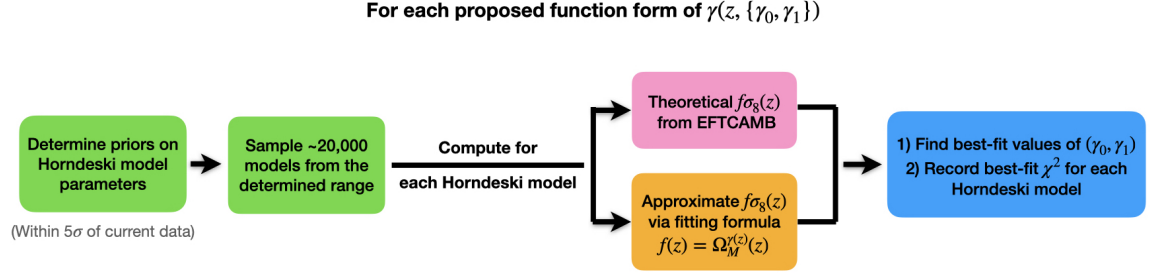 For each proposed function form of γ(z, {γ₀, γ₁})
Determine priors on
Horndeski model
parameters
(Within 5σ of current data)
Sample ~20,000
models from the
determined range
Compute for
each Horndeski model
Theoretical fσ₈(z)
from EFTCAMB
Approximate fσ₈(z)
via fitting formula
f(z) = Ω_M^γ(z)(z)
1) Find best-fit values of (γ₀, γ₁)
2) Record best-fit χ² for each
Horndeski model